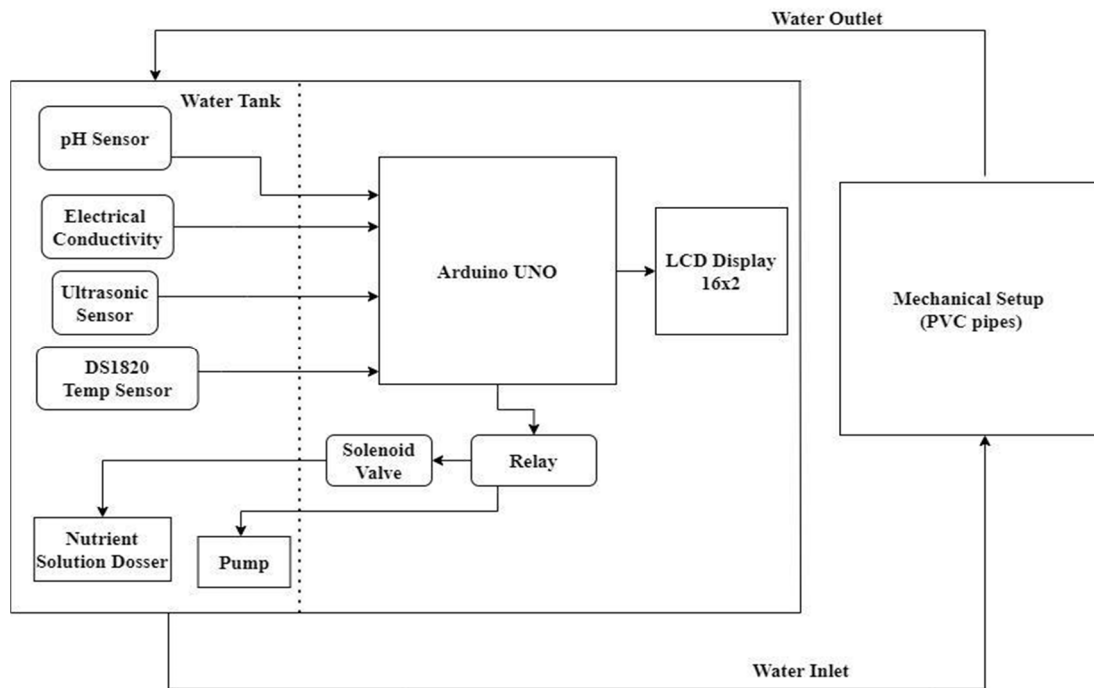 Water Outlet
Water Tank
pH Sensor
Electrical
Conductivity
Ultrasonic
Sensor
DS1820
Temp Sensor
Arduino UNO
LCD Display
16x2
Mechanical Setup
(PVC pipes)
Solenoid
Valve
Relay
Nutrient
Solution Dosser
Pump
Water Inlet